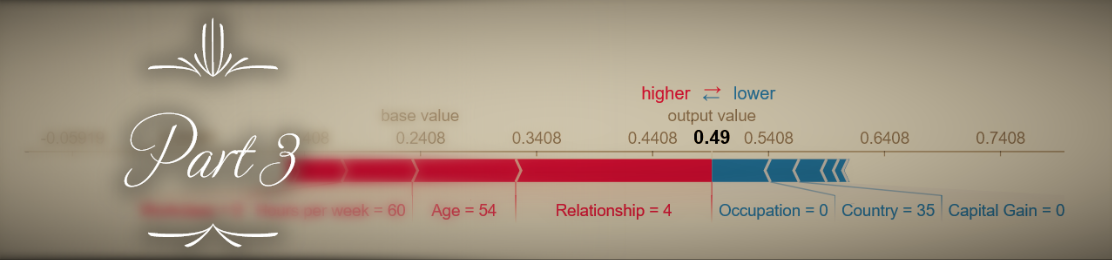 higher lower
base value output value
0.2408 0.3408 0.4408 0.49 0.5408 0.6408 0.7408
Part 3
per week = 60 Age = 54 Relationship = 4 Occupation = 0 Country = 35 Capital Gain = 0